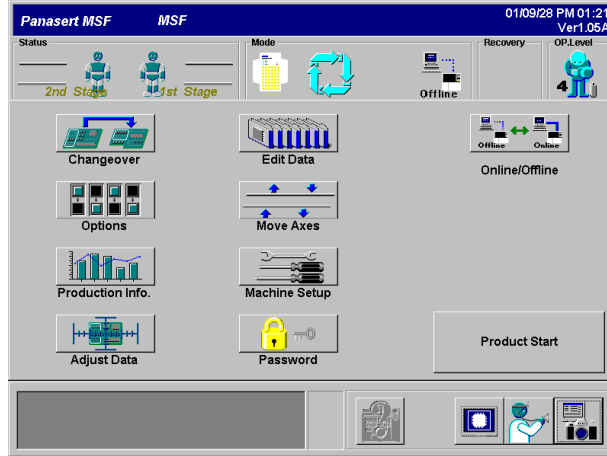 Panasert MSF MSF 01/09/28 PM 01:21
Ver1.05A
Status Mode Recovery OP.Level
2nd Stage 1st Stage Offline 4
Changeover Edit Data Offline Online
Online/Offline
Options Move Axes
Production Info. Machine Setup
Product Start
Adjust Data Password